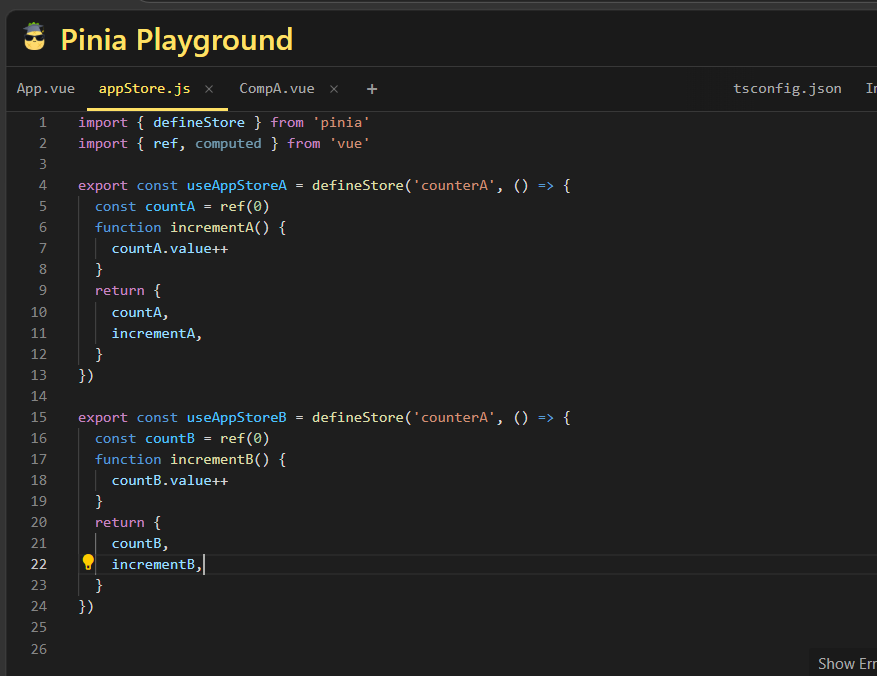 Pinia Playground
App.vue appStore.js × CompA.vue × + tsconfig.json
1 import { defineStore } from 'pinia'
2 import { ref, computed } from 'vue'
3
4 export const useAppStoreA = defineStore('counterA', () => {
5 const countA = ref(0)
6 function incrementA() {
7 countA.value++
8 }
9 return {
10 countA,
11 incrementA,
12 }
13 })
14
15 export const useAppStoreB = defineStore('counterA', () => {
16 const countB = ref(0)
17 function incrementB() {
18 countB.value++
19 }
20 return {
21 countB,
22 incrementB,
23 }
24 })
25
26
Show Err